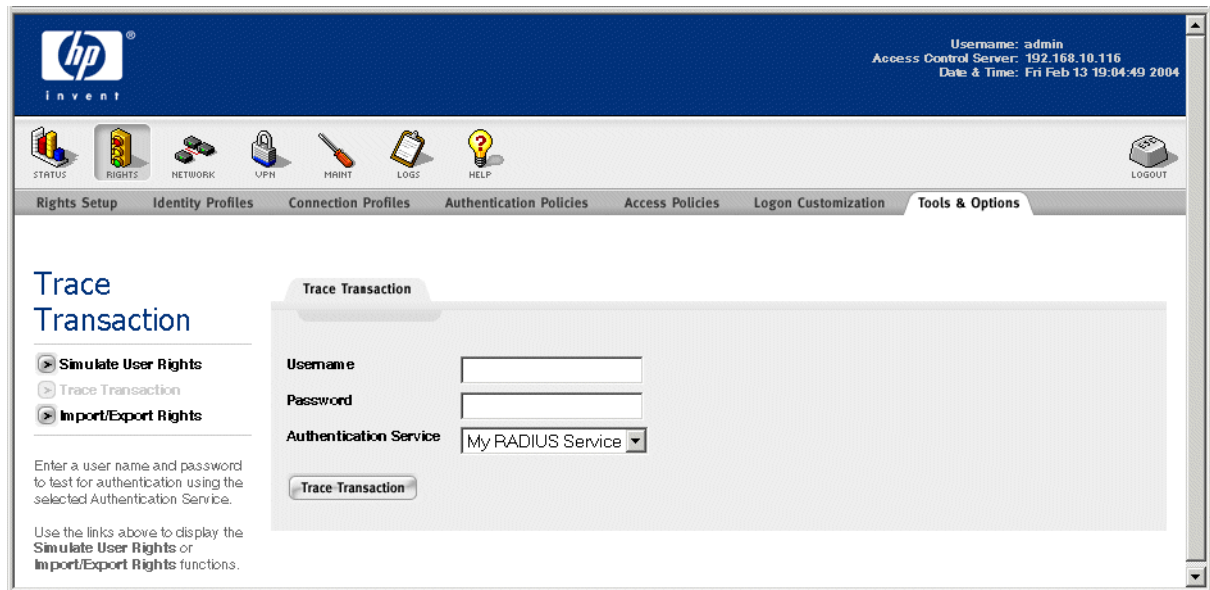 hp ®
invent
Username: admin
Access Control Server: 192.168.10.116
Date & Time: Fri Feb 13 19:04:49 2004
STATUS RIGHTS NETWORK VPN MAINT LOGS HELP LOGOUT
Rights Setup Identity Profiles Connection Profiles Authentication Policies Access Policies Logon Customization Tools & Options
Trace
Transaction
Simulate User Rights
Trace Transaction
Import/Export Rights
Enter a user name and password
to test for authentication using the
selected Authentication Service.
Use the links above to display the
Simulate User Rights or
Import/Export Rights functions.
Trace Transaction
Username
Password
Authentication Service My RADIUS Service
Trace Transaction